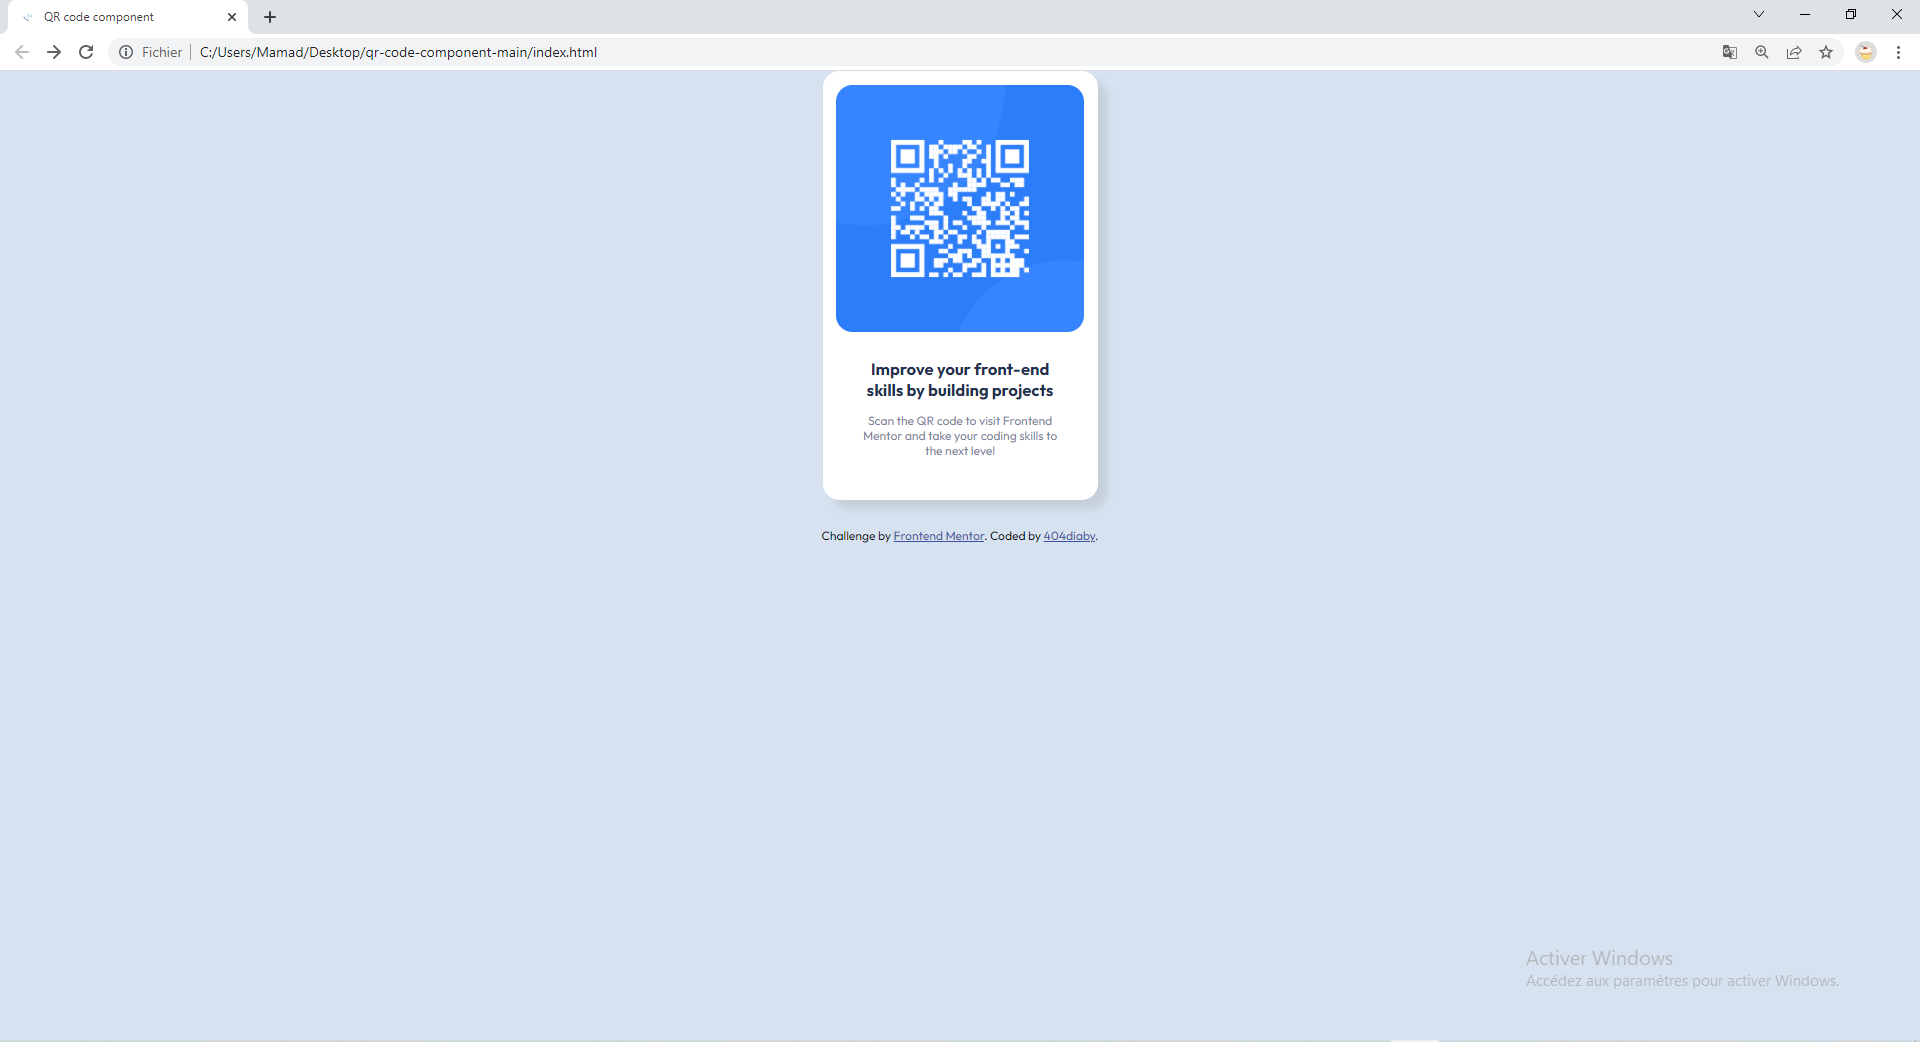 QR code component
Fichier
C:/Users/Mamad/Desktop/qr-code-component-main/index.html
Improve your front-end
skills by building projects
Scan the QR code to visit Frontend
Mentor and take your coding skills to
the next level
Challenge by Frontend Mentor. Coded by 404diaby.
Activer Windows
Accédez aux paramètres pour activer Windows.